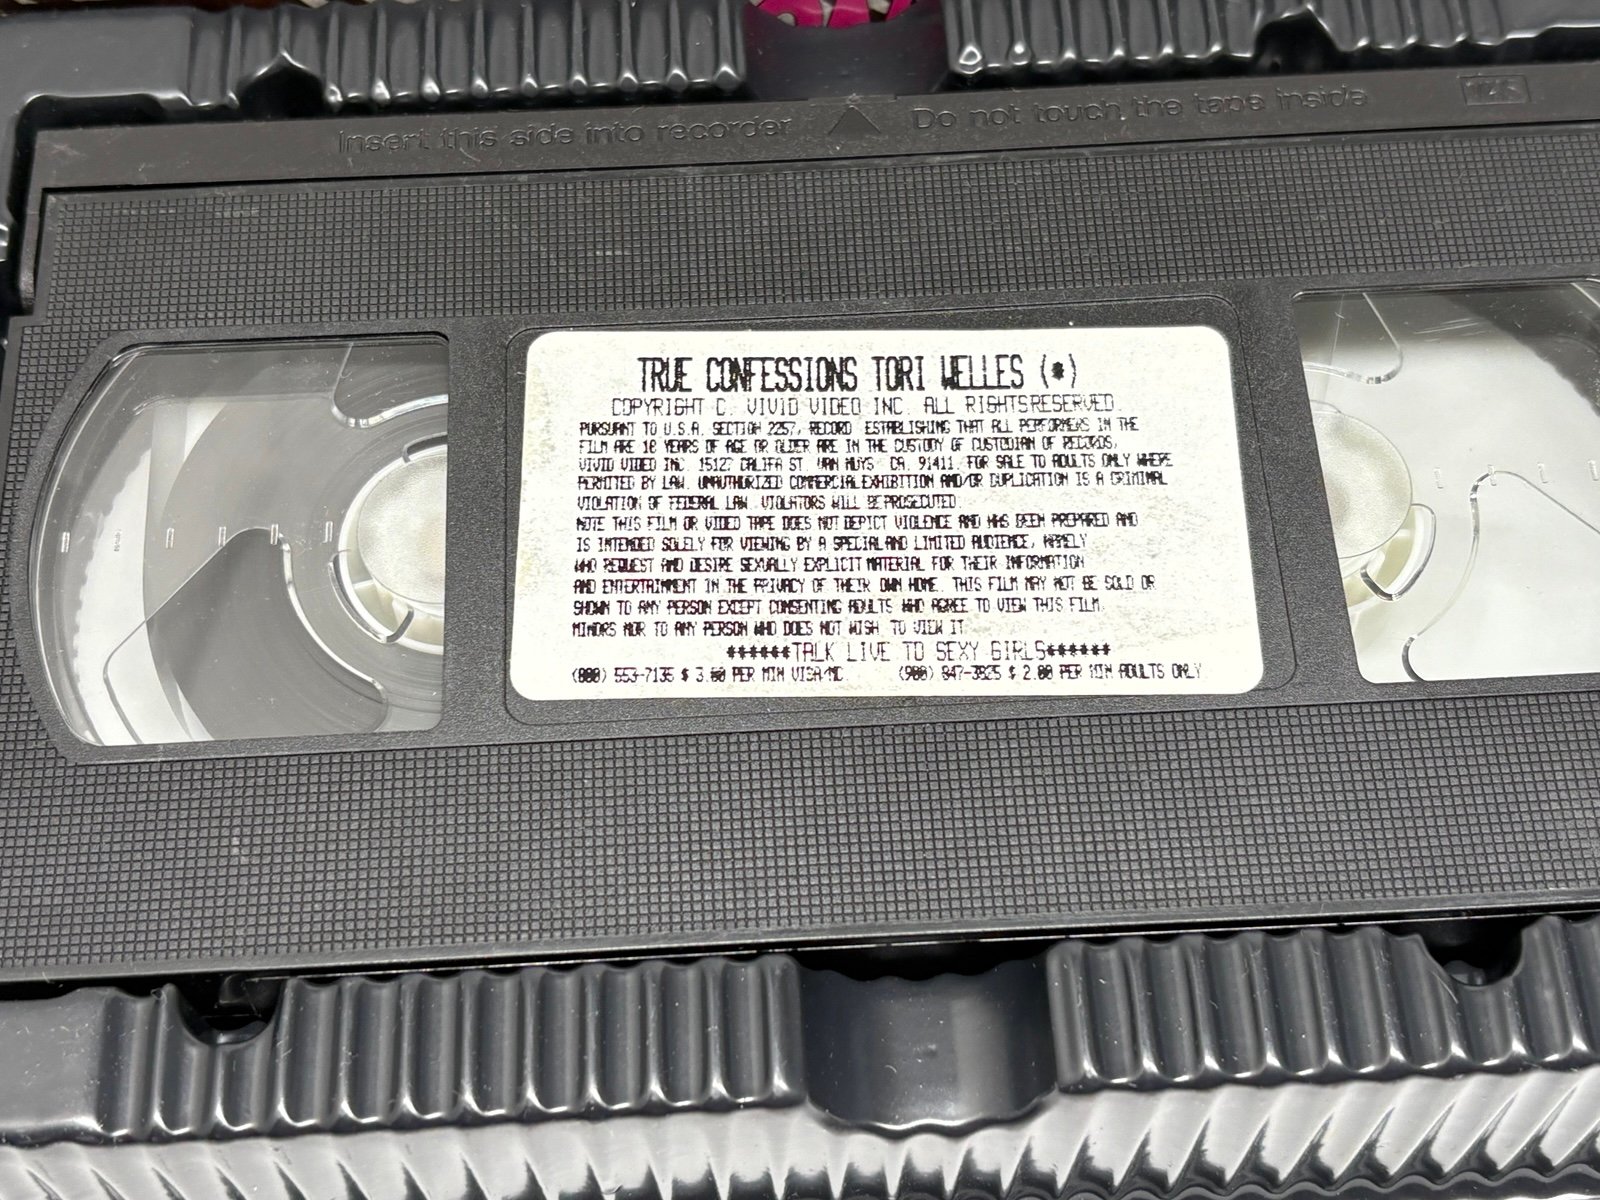 Insert this side into recorder Do not touch the tape inside
TRUE CONFESSIONS TORI WELLES (*)
COPYRIGHT C. VIVID VIDEO INC. ALL RIGHTSRESERVED.
PURSUANT TO U.S.A. SECTION 2257, RECORD ESTABLISHING THAT ALL PERFORMERS IN THE
FILM ARE 18 YEARS OF AGE OR OLDER ARE IN THE CUSTODY OF CUSTODIAN OF RECORDS,
VIVID VIDEO INC. 15127 CALIFA ST. VAN NUYS CA. 91411. FOR SALE TO ADULTS ONLY WHERE
PERMITED BY LAW. UNAUTHORIZED COMMERCIAL EXHIBITION AND/OR DUPLICATION IS A CRIMINAL
VIOLATION OF FEDERAL LAW. VIOLATORS WILL BE PROSECUTED.
NOTE THIS FILM OR VIDEO TAPE DOES NOT DEPICT VIOLENCE AND HAS BEEN PREPARED AND
IS INTENDED SOLELY FOR VIEWING BY A SPECIAL AND LIMITED AUDIENCE, NAMELY
WHO REQUEST AND DESIRE SEXUALLY EXPLICIT MATERIAL FOR THEIR INFORMATION
AND ENTERTAINMENT IN THE PRIVACY OF THEIR OWN HOME. THIS FILM MAY NOT BE SOLD OR
SHOWN TO ANY PERSON EXCEPT CONSENTING ADULTS WHO AGREE TO VIEW THIS FILM.
MINORS NOR TO ANY PERSON WHO DOES NOT WISH TO VIEW IT
******TALK LIVE TO SEXY GIRLS******
553-7135 $ 3.60 PER MIN VISA/MC (900) $ 2.00 PER MIN ADULTS ONLY